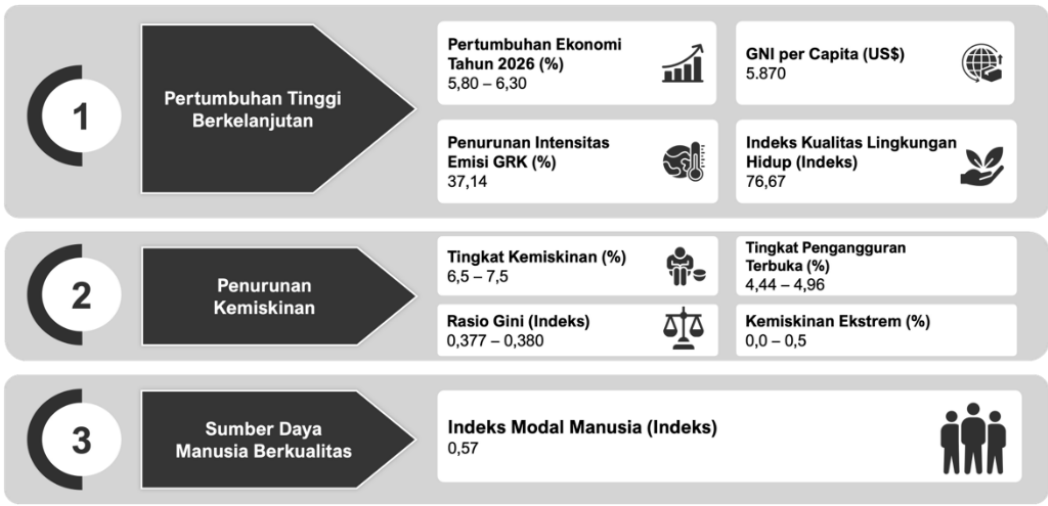 1
Pertumbuhan Tinggi
Berkelanjutan
Pertumbuhan Ekonomi
Tahun 2026 (%)
5,80 – 6,30
GNI per Capita (US$)
5.870
Penurunan Intensitas
Emisi GRK (%)
37,14
Indeks Kualitas Lingkungan
Hidup (Indeks)
76,67
2
Penurunan
Kemiskinan
Tingkat Kemiskinan (%)
6,5 – 7,5
Tingkat Pengangguran
Terbuka (%)
4,44 – 4,96
Rasio Gini (Indeks)
0,377 – 0,380
Kemiskinan Ekstrem (%)
0,0 – 0,5
3
Sumber Daya
Manusia Berkualitas
Indeks Modal Manusia (Indeks)
0,57